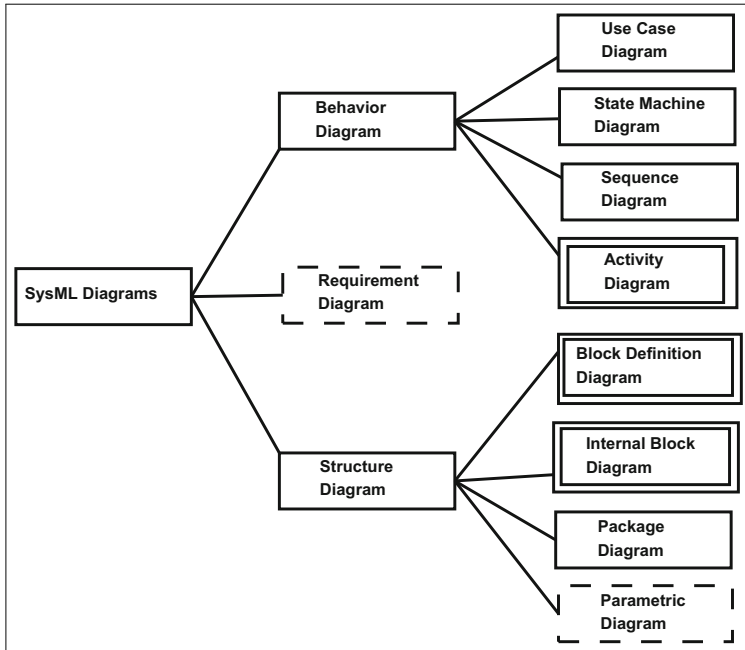 SysML Diagrams
Behavior
Diagram
Requirement
Diagram
Structure
Diagram
Use Case
Diagram
State Machine
Diagram
Sequence
Diagram
Activity
Diagram
Block Definition
Diagram
Internal Block
Diagram
Package
Diagram
Parametric
Diagram